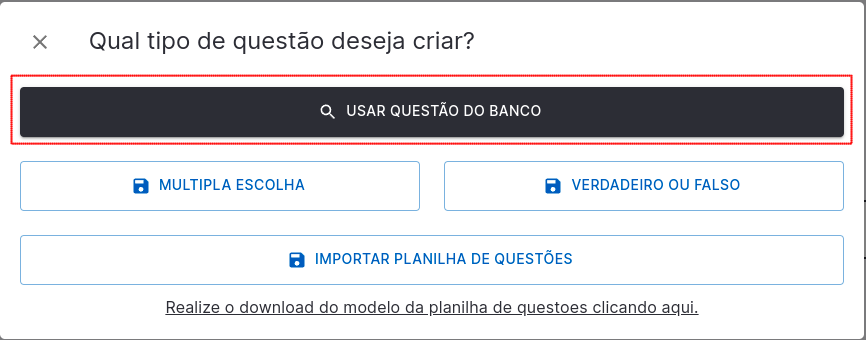 Qual tipo de questão deseja criar?
USAR QUESTÃO DO BANCO
MULTIPLA ESCOLHA
VERDADEIRO OU FALSO
IMPORTAR PLANILHA DE QUESTÕES
Realize o download do modelo da planilha de questoes clicando aqui.